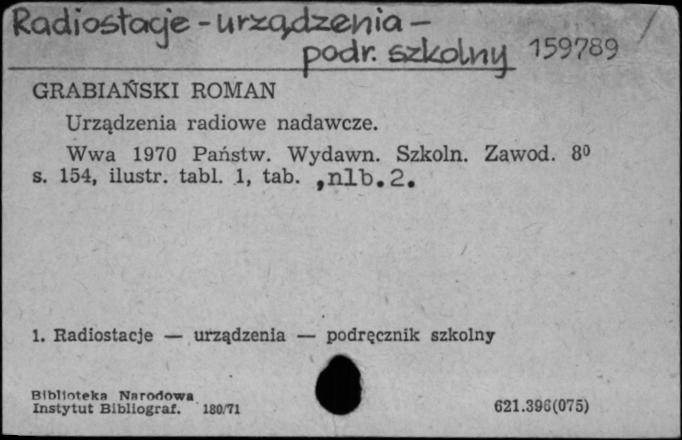 Radiostacje - urządzenia -
podr. szkolny 159789
GRABIAŃSKI ROMAN
Urządzenia radiowe nadawcze.
Wwa 1970 Państw. Wydawn. Szkoln. Zawod. 8⁰
s. 154, ilustr. tabl. 1, tab. ,nlb.2.
1. Radiostacje — urządzenia — podręcznik szkolny
Biblioteka Narodowa
Instytut Bibliograf. 180/71 621.396(075)